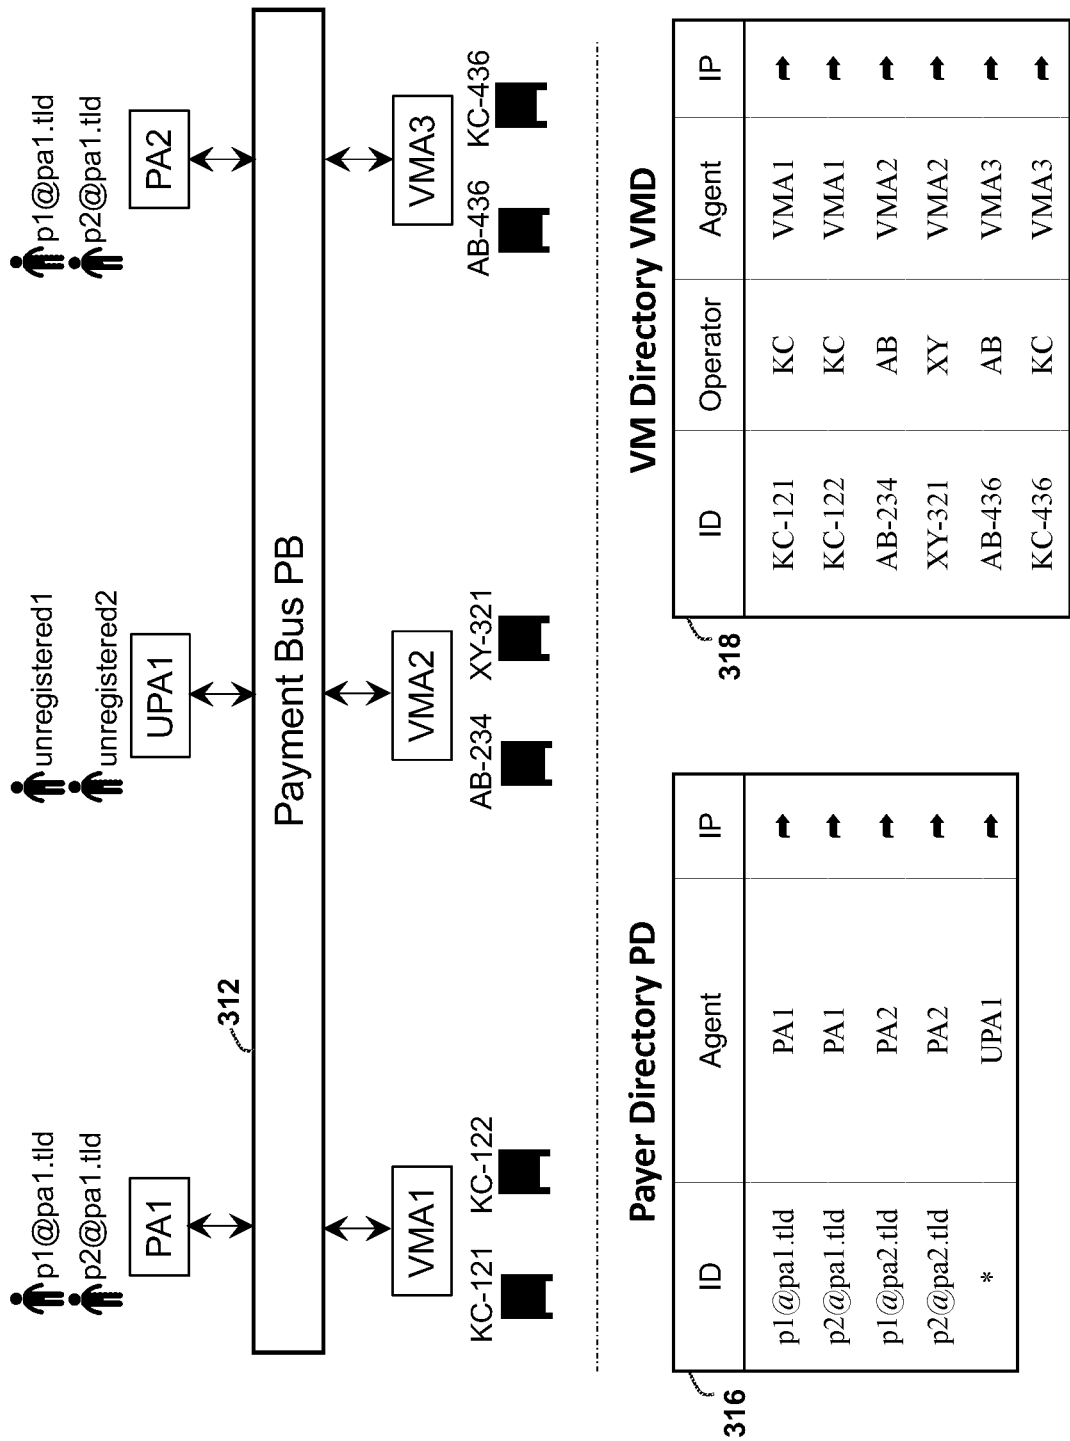 p1@pa1.tld
p2@pa1.tld
PA1
unregistered1
unregistered2
UPA1
p1@pa1.tld
p2@pa1.tld
PA2
312
Payment Bus PB
VMA1
KC-121 KC-122
VMA2
AB-234 XY-321
VMA3
AB-436 KC-436
Payer Directory PD
316
ID Agent IP
p1@pa1.tld PA1
p2@pa1.tld PA1
p1@pa2.tld PA2
p2@pa2.tld PA2
* UPA1
VM Directory VMD
318
ID Operator Agent IP
KC-121 KC VMA1
KC-122 KC VMA1
AB-234 AB VMA2
XY-321 XY VMA2
AB-436 AB VMA3
KC-436 KC VMA3